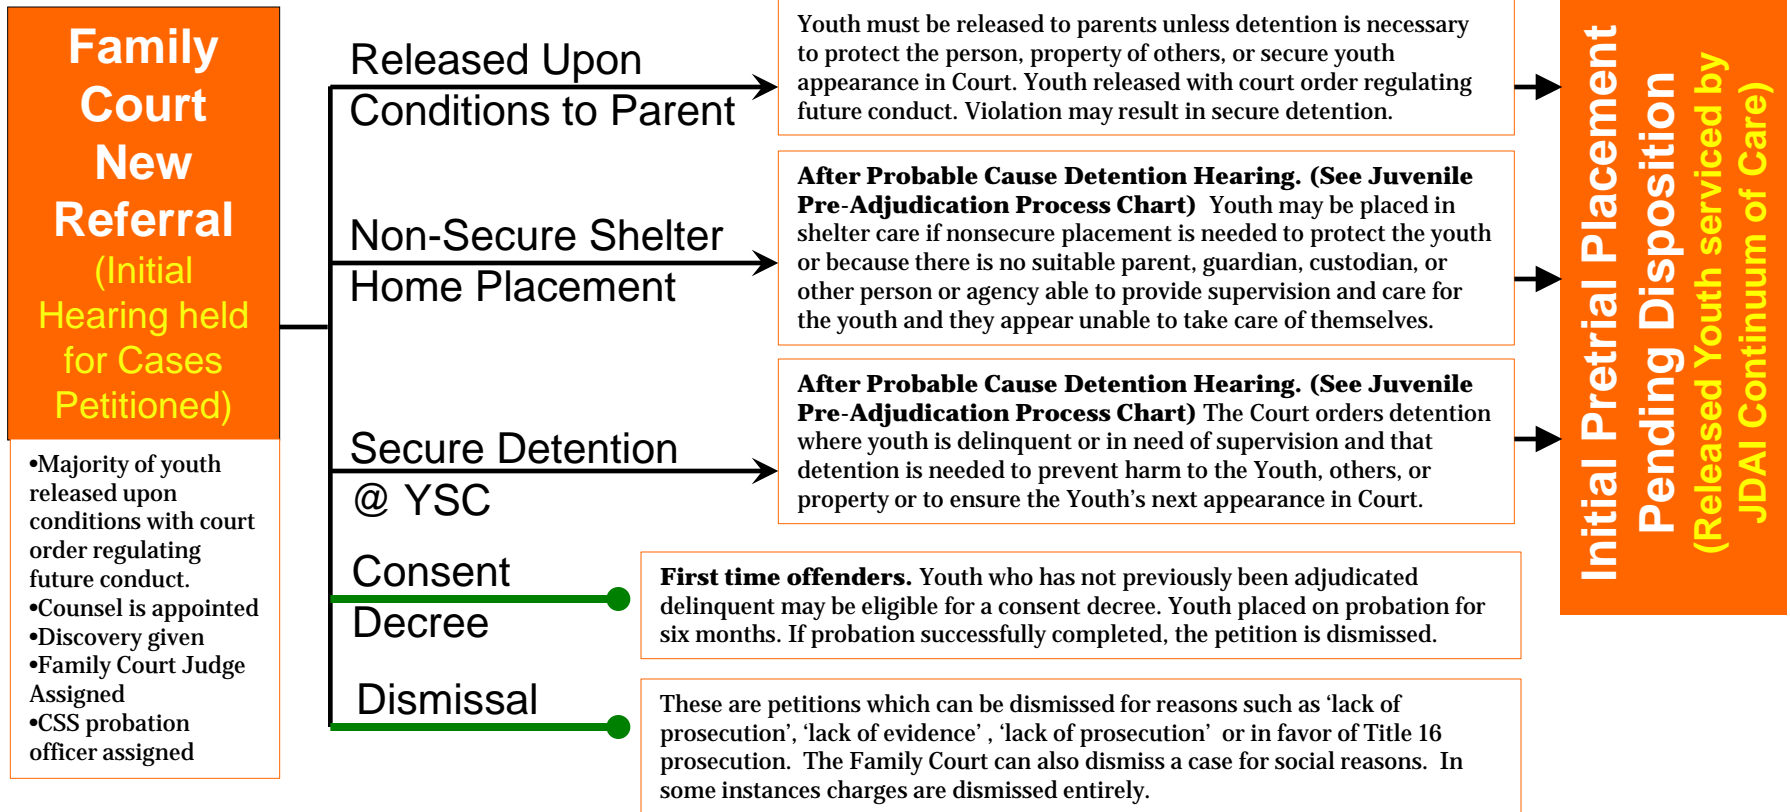 Family
Court
New
Referral
(Initial
Hearing held
for Cases
Petitioned)
•Majority of youth
released upon
conditions with court
order regulating
future conduct.
•Counsel is appointed
•Discovery given
•Family Court Judge
Assigned
•CSS probation
officer assigned
Released Upon
Conditions to Parent
Youth must be released to parents unless detention is necessary
to protect the person, property of others, or secure youth
appearance in Court. Youth released with court order regulating
future conduct. Violation may result in secure detention.
Non-Secure Shelter
Home Placement
After Probable Cause Detention Hearing. (See Juvenile
Pre-Adjudication Process Chart) Youth may be placed in
shelter care if nonsecure placement is needed to protect the youth
or because there is no suitable parent, guardian, custodian, or
other person or agency able to provide supervision and care for
the youth and they appear unable to take care of themselves.
Secure Detention
@ YSC
After Probable Cause Detention Hearing. (See Juvenile
Pre-Adjudication Process Chart) The Court orders detention
where youth is delinquent or in need of supervision and that
detention is needed to prevent harm to the Youth, others, or
property or to ensure the Youth's next appearance in Court.
Consent
Decree
First time offenders. Youth who has not previously been adjudicated
delinquent may be eligible for a consent decree. Youth placed on probation for
six months. If probation successfully completed, the petition is dismissed.
Dismissal
These are petitions which can be dismissed for reasons such as 'lack of
prosecution', 'lack of evidence' , 'lack of prosecution' or in favor of Title 16
prosecution. The Family Court can also dismiss a case for social reasons. In
some instances charges are dismissed entirely.
Initial Pretrial Placement
Pending Disposition
(Released Youth serviced by
JDAI Continuum of Care)